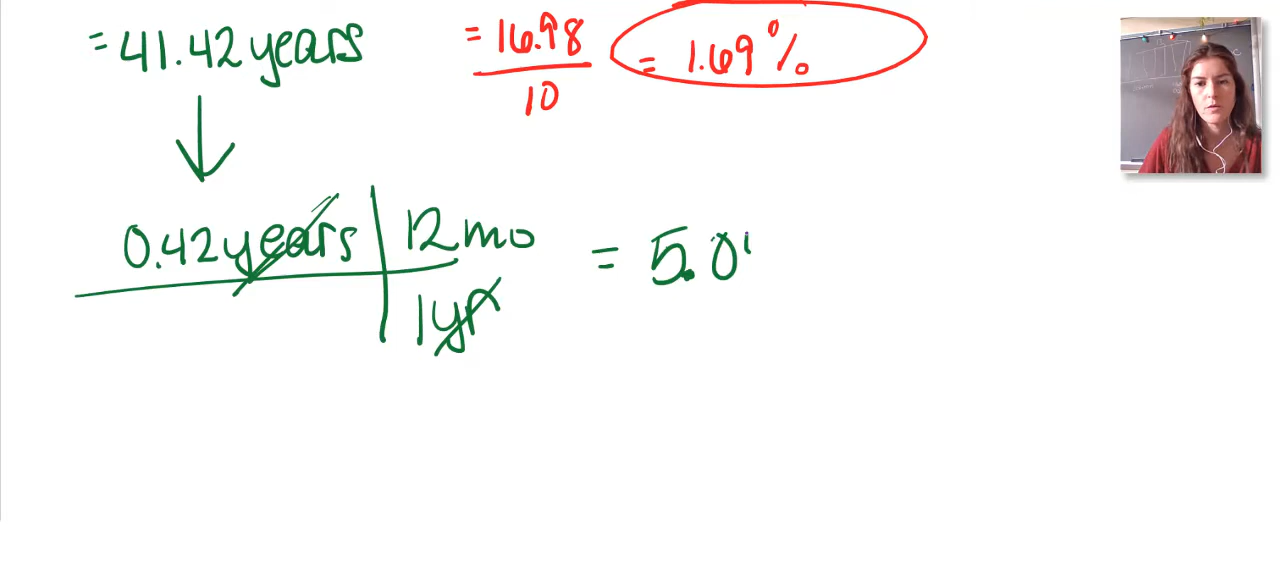 = 41.42 years
= 16.98
10
= 1.69%
0.42 years | 12 mo
1 yr
= 5.0